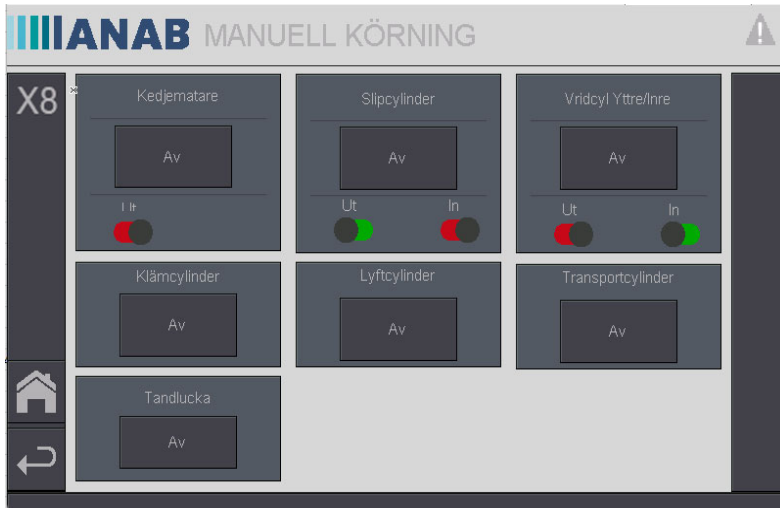 ANAB MANUELL KÖRNING
X8
Kedjematare
Av
Ut
Slipcylinder
Av
Ut In
Vridcyl Yttre/Inre
Av
Ut In
Klämcylinder
Av
Lyftcylinder
Av
Transportcylinder
Av
Tandlucka
Av